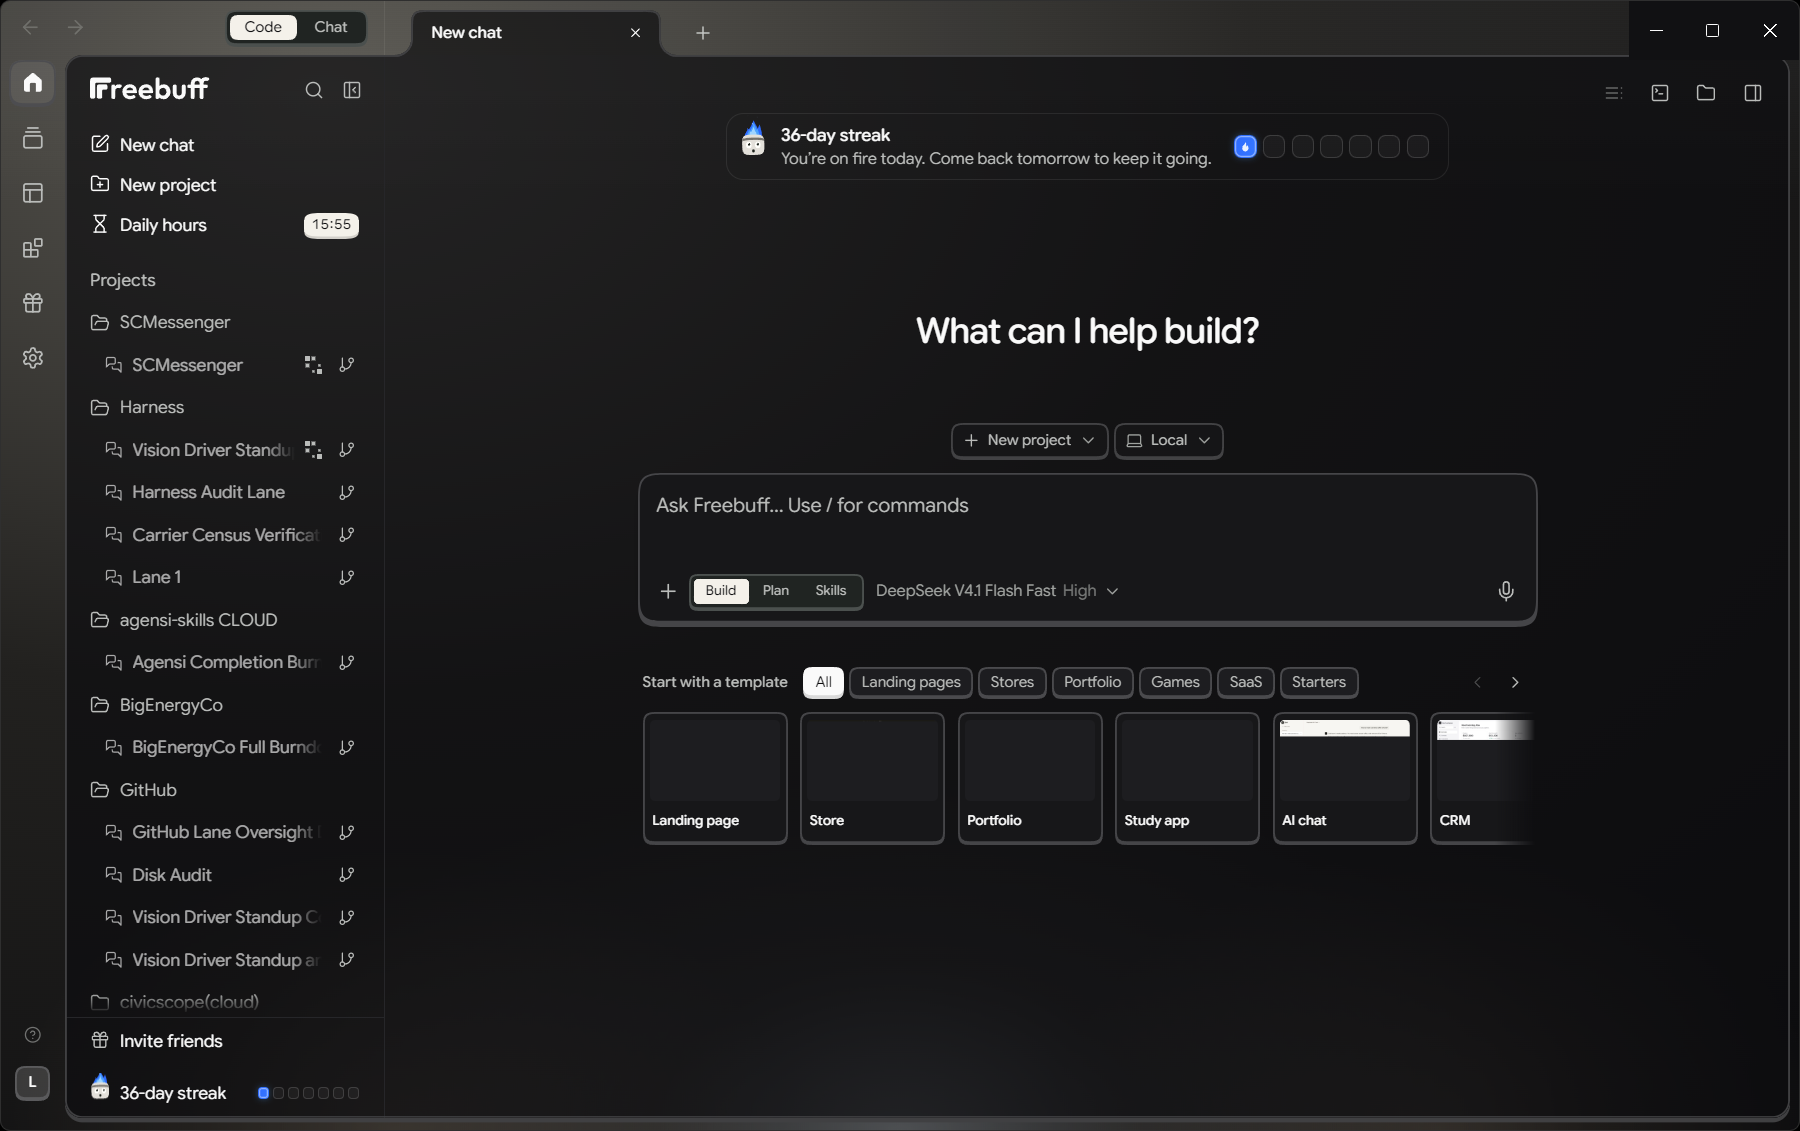 Code
Chat
New chat
Freebuff
New chat
New project
Daily hours
15:55
Projects
SCMessenger
SCMessenger
Harness
Vision Driver Standu
Harness Audit Lane
Carrier Census Verificat
Lane 1
agensi-skills CLOUD
Agensi Completion Burn
BigEnergyCo
BigEnergyCo Full Burndo
GitHub
GitHub Lane Oversight
Disk Audit
Vision Driver Standup C
Vision Driver Standup ar
civicscope(cloud)
Invite friends
L
36-day streak
36-day streak
You're on fire today. Come back tomorrow to keep it going.
What can I help build?
New project
Local
Ask Freebuff... Use / for commands
Build
Plan
Skills
DeepSeek V4.1 Flash Fast High
Start with a template
All
Landing pages
Stores
Portfolio
Games
SaaS
Starters
Landing page
Store
Portfolio
Study app
AI chat
CRM